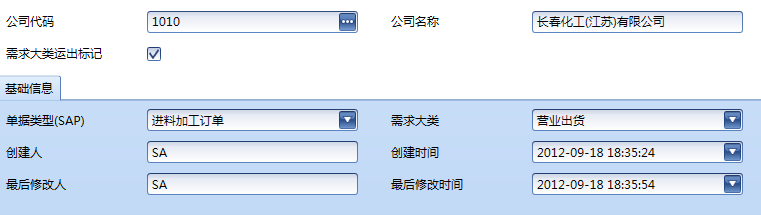 公司代码 1010 公司名称 长春化工(江苏)有限公司
需求大类运出标记
基础信息
单据类型(SAP) 进料加工订单 需求大类 营业出货
创建人 SA 创建时间 2012-09-18 18:35:24
最后修改人 SA 最后修改时间 2012-09-18 18:35:54